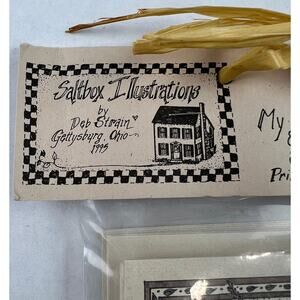 Saltbox Illustrations
by
Deb Strain
Gettysburg, Ohio
1995
My
Pri